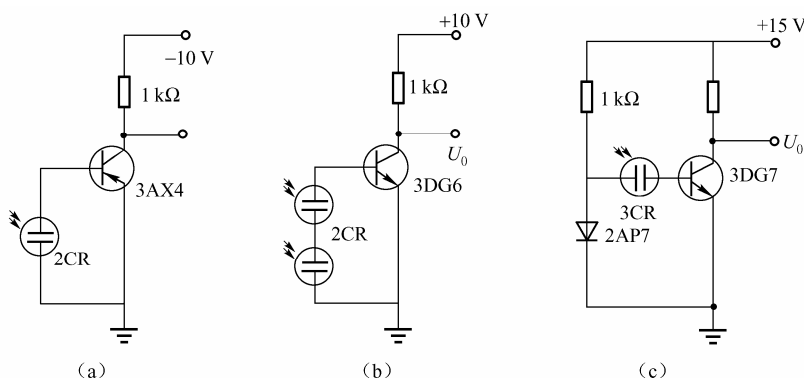 −10 V
1 kΩ
3AX4
2CR
(a)
+10 V
1 kΩ
U₀
3DG6
2CR
(b)
+15 V
1 kΩ
U₀
3DG7
3CR
2AP7
(c)